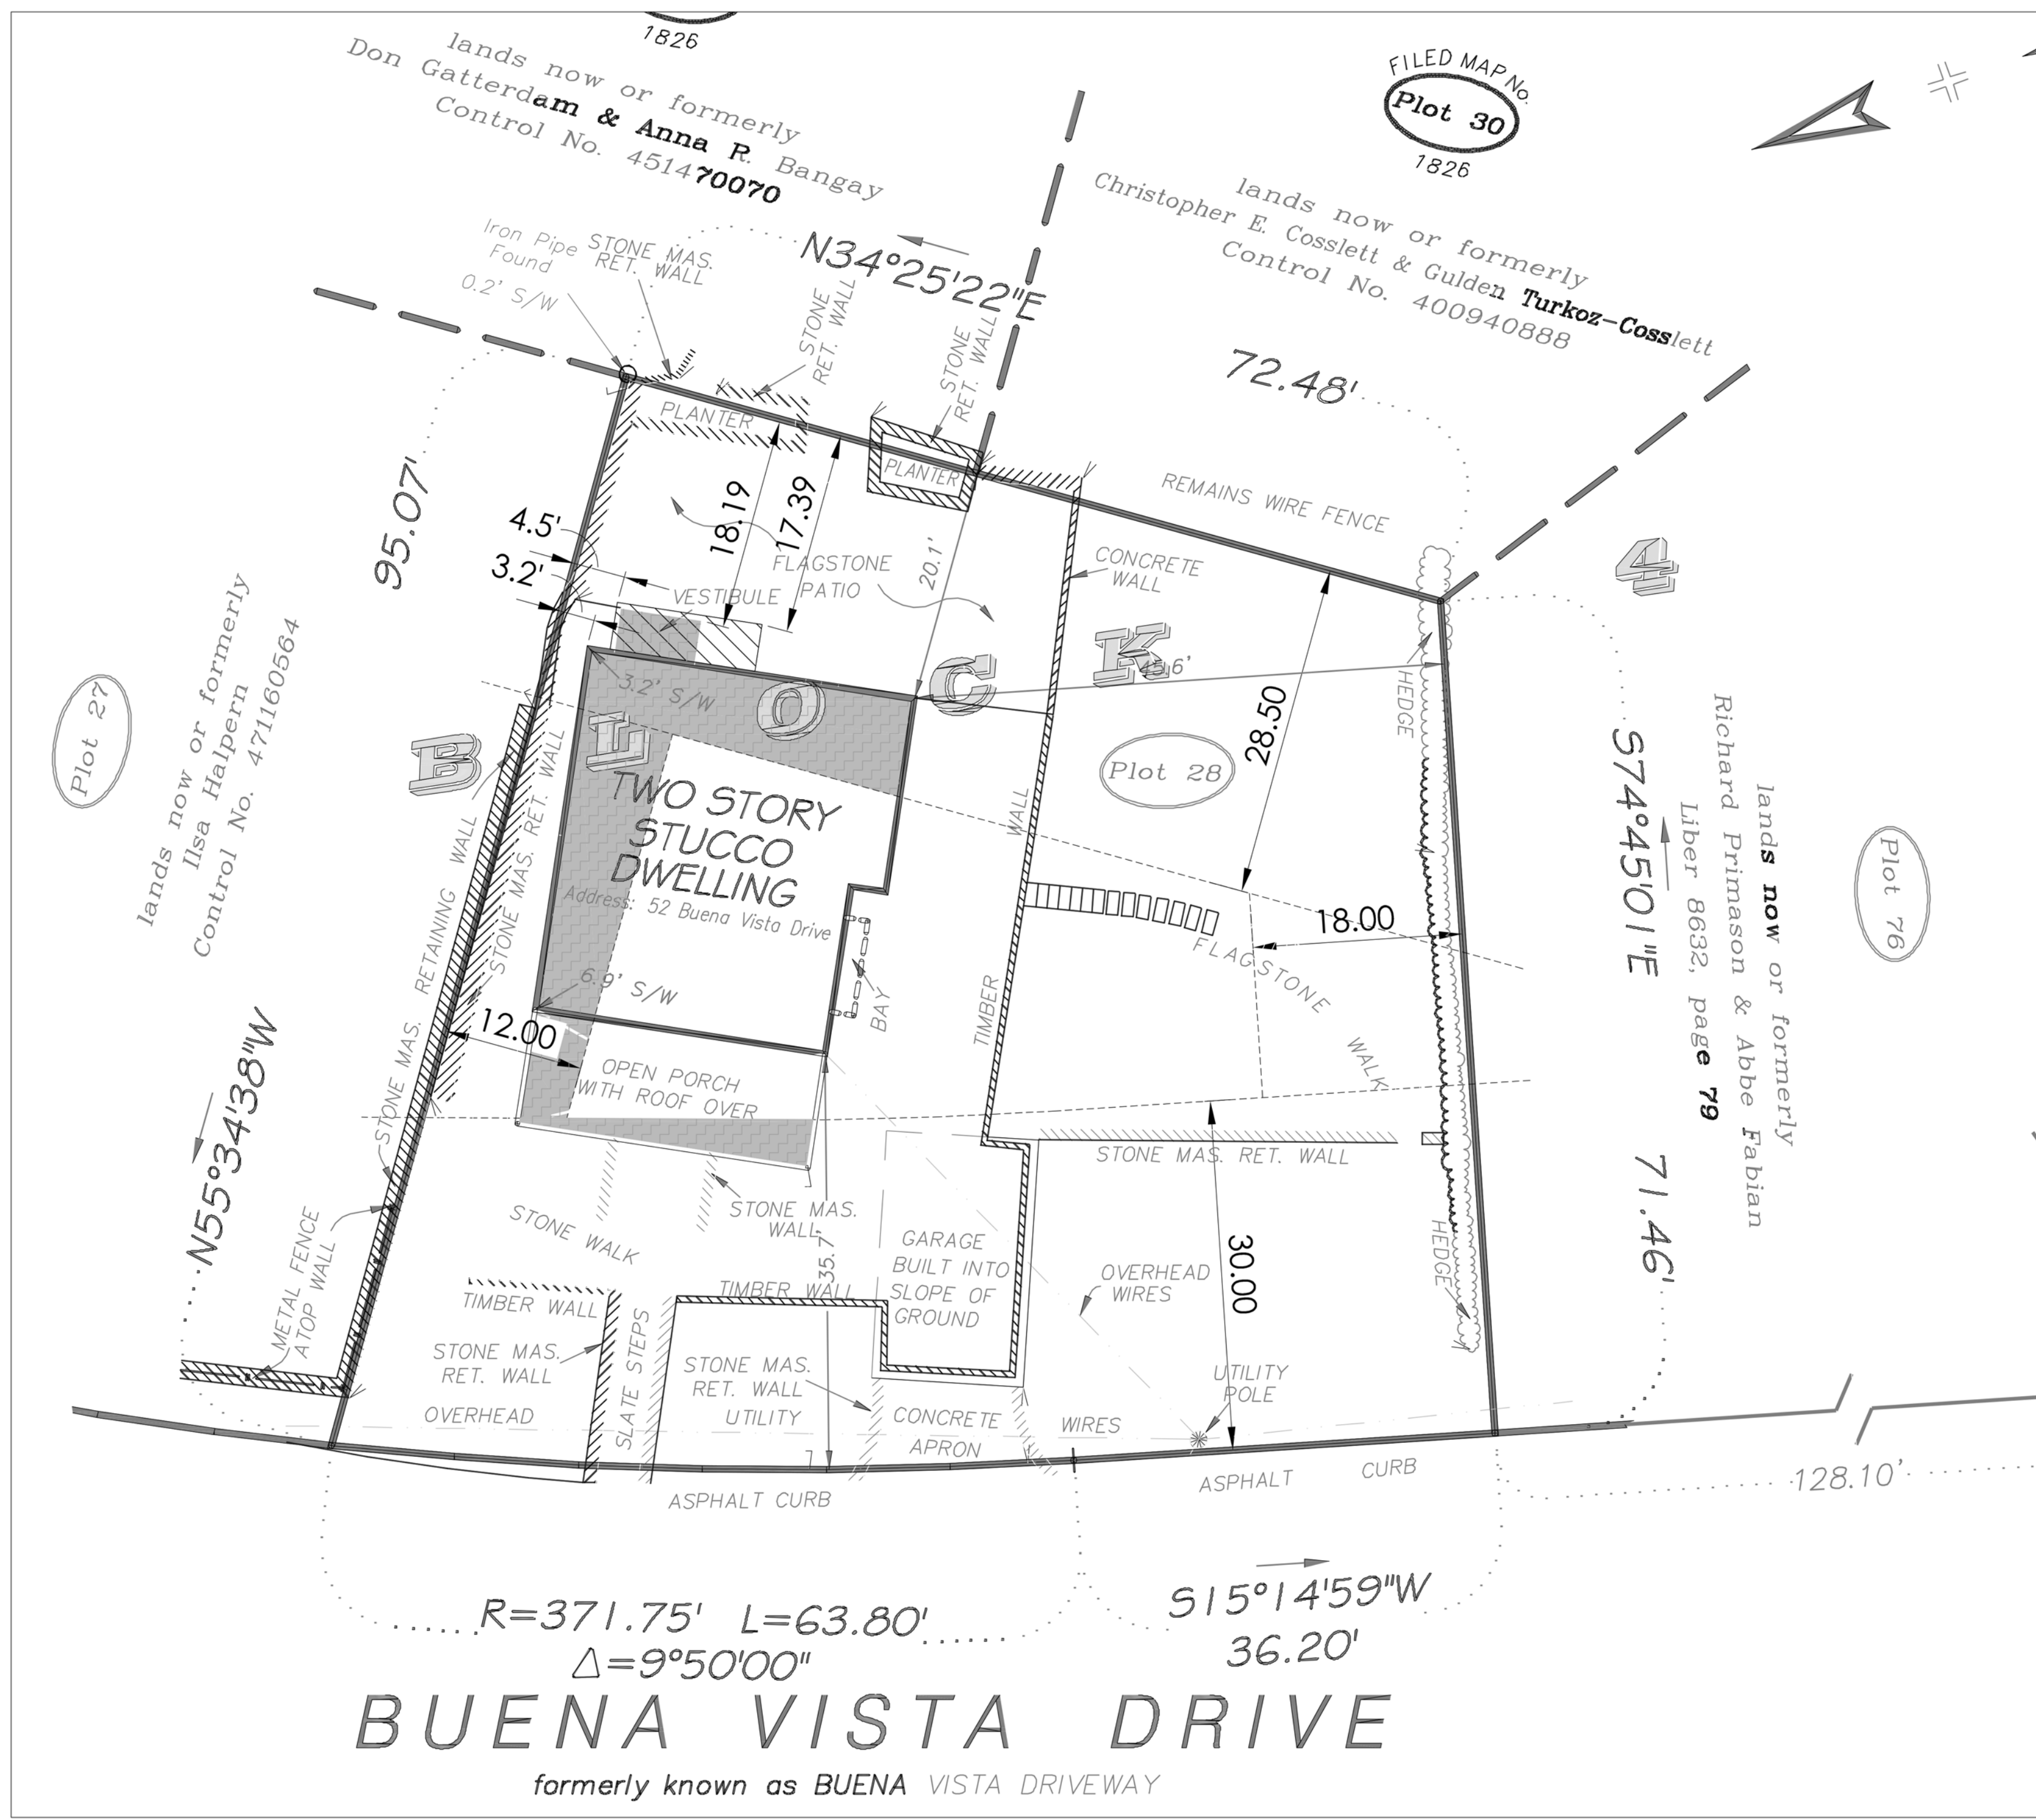 1826
lands now or formerly
Don Gatterdam & Anna R. Bangay
Control No. 451470070
FILED MAP No.
Plot 30
1826
lands now or formerly
Christopher E. Cosslett & Gulden Turkoz-Cosslett
Control No. 400940888
Iron Pipe
Found
0.2' S/W
STONE MAS.
RET. WALL
N34°25'22"E
STONE
RET. WALL
STONE
RET. WALL
72.48'
PLANTER
PLANTER
REMAINS WIRE FENCE
95.07'
4.5'
3.2'
18.19
17.39
20.1'
FLAGSTONE
PATIO
VESTIBULE
CONCRETE
WALL
BLOCK
4
45.6'
3.2' S/W
28.50
HEDGE
Plot 27
lands now or formerly
Ilsa Halpern
Control No. 471160564
Plot 28
S74°45'01"E
71.46'
lands now or formerly
Richard Primason & Abbe Fabian
Liber 8632, page 79
Plot 76
TWO STORY
STUCCO
DWELLING
Address: 52 Buena Vista Drive
STONE MAS. RETAINING WALL
STONE MAS. RET. WALL
TIMBER WALL
18.00
FLAGSTONE
WALK
6.9' S/W
BAY
12.00
OPEN PORCH
WITH ROOF OVER
N55°34'38"W
STONE MAS. RET. WALL
STONE MAS.
WALL
35.7'
STONE WALK
METAL FENCE
ATOP WALL
GARAGE
BUILT INTO
SLOPE OF
GROUND
30.00
OVERHEAD
WIRES
HEDGE
TIMBER WALL
TIMBER WALL
STONE MAS.
RET. WALL
SLATE STEPS
STONE MAS.
RET. WALL
UTILITY
POLE
OVERHEAD
UTILITY
CONCRETE
APRON
WIRES
ASPHALT CURB
ASPHALT CURB
128.10'
R=371.75' L=63.80'
Δ=9°50'00"
S15°14'59"W
36.20'
BUENA VISTA DRIVE
formerly known as BUENA VISTA DRIVEWAY